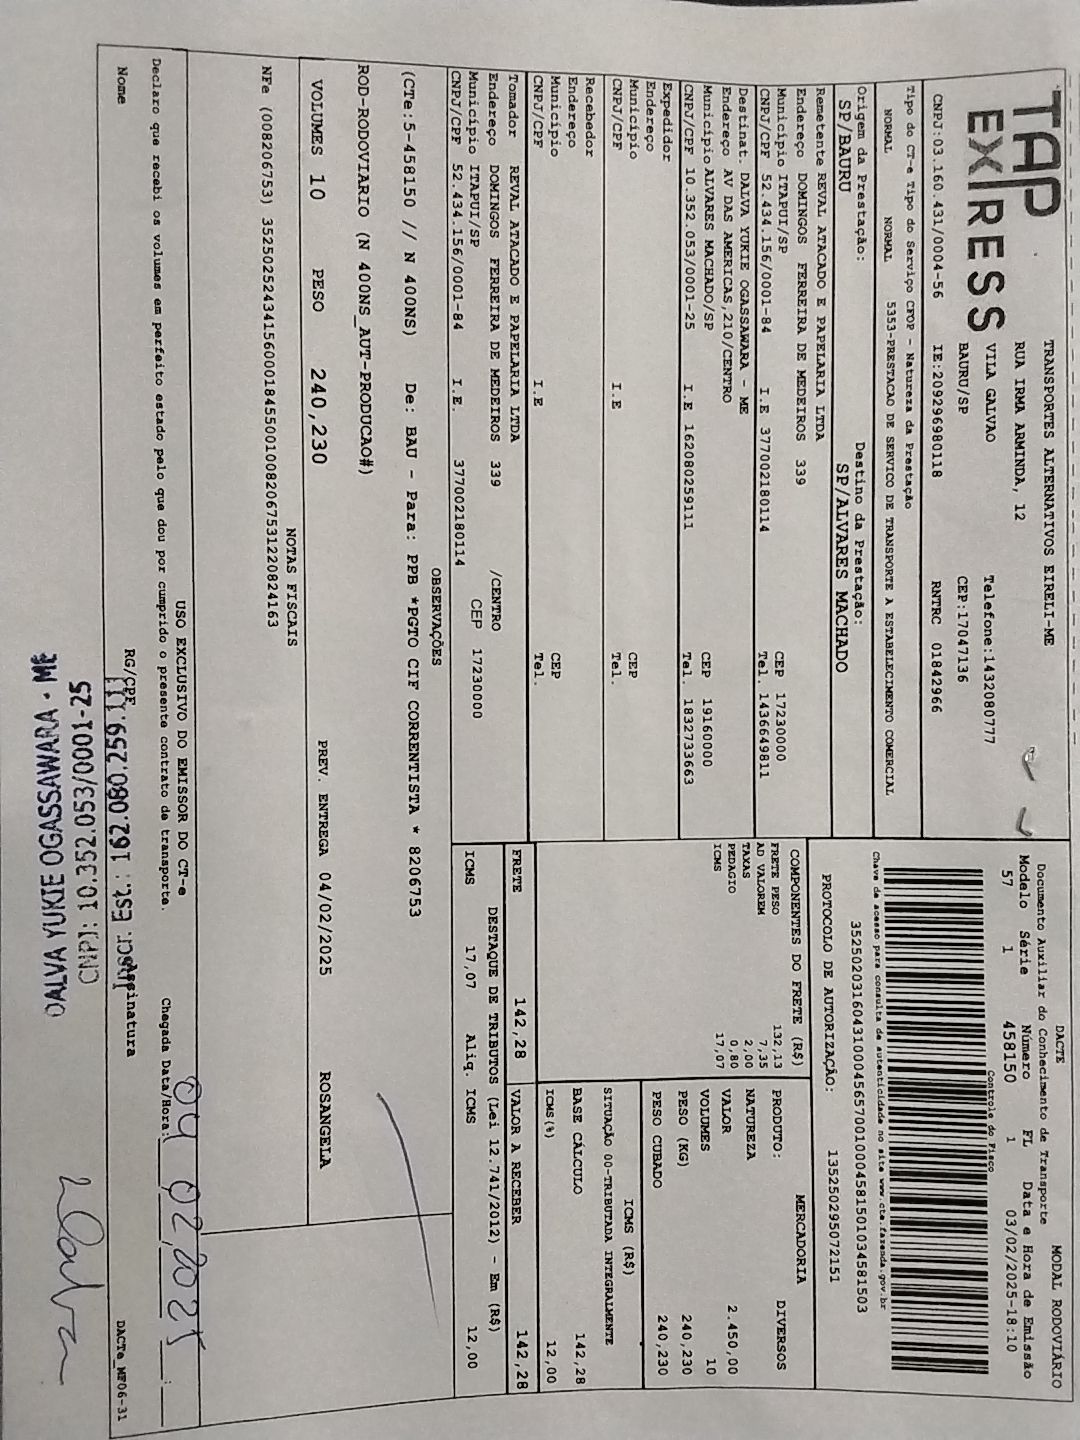 TAP
EXPRESS
TRANSPORTES ALTERNATIVOS EIRELI-ME
RUA IRMA ARMINDA, 12
VILA GALVAO Telefone:1432080777
BAURU/SP CEP:17047136
CNPJ:03.160.431/0004-56 IE:209296980118 RNTRC 01842966
DACTE MODAL RODOVIÁRIO
Documento Auxiliar do Conhecimento de Transporte
Modelo Série Número FL Data e Hora de Emissão
57 1 458150 1 03/02/2025-18:10
Controle do Fisco
Chave de acesso para consulta de autenticidade no site www.cte.fazenda.gov.br
35250203160431000456570010004581501034581503
PROTOCOLO DE AUTORIZAÇÃO: 135250295072151
Tipo do CT-e Tipo do Serviço CFOP - Natureza da Prestação
NORMAL NORMAL 5353-PRESTACAO DE SERVICO DE TRANSPORTE A ESTABELECIMENTO COMERCIAL
Origem da Prestação: Destino da Prestação:
SP/BAURU SP/ALVARES MACHADO
Remetente REVAL ATACADO E PAPELARIA LTDA
Endereço DOMINGOS FERREIRA DE MEDEIROS 339
Município ITAPUI/SP CEP 17230000
CNPJ/CPF 52.434.156/0001-84 I.E 377002180114 Tel. 1436649811
Destinat. DALVA YUKIE OGASSAWARA - ME
Endereço AV DAS AMERICAS,210/CENTRO
Município ALVARES MACHADO/SP CEP 19160000
CNPJ/CPF 10.352.053/0001-25 I.E 162080259111 Tel. 1832733663
Expedidor
Endereço
Município CEP
CNPJ/CPF I.E Tel.
Recebedor
Endereço
Município CEP
CNPJ/CPF I.E Tel.
Tomador REVAL ATACADO E PAPELARIA LTDA
Endereço DOMINGOS FERREIRA DE MEDEIROS 339 /CENTRO
Município ITAPUI/SP CEP 17230000
CNPJ/CPF 52.434.156/0001-84 I.E. 377002180114
COMPONENTES DO FRETE (R$)
FRETE PESO 132,13
AD VALOREM 7,35
TAXAS 2,00
PEDAGIO 0,80
ICMS 17,07
MERCADORIA
PRODUTO: DIVERSOS
NATUREZA
VALOR 2.450,00
VOLUMES 10
PESO (KG) 240,230
PESO CUBADO 240,230
ICMS (R$)
SITUAÇÃO 00-TRIBUTADA INTEGRALMENTE
BASE CÁLCULO 142,28
ICMS(%) 12,00
FRETE 142,28 VALOR A RECEBER 142,28
DESTAQUE DE TRIBUTOS (Lei 12.741/2012) - Em (R$)
ICMS 17,07 Aliq. ICMS 12,00
OBSERVAÇÕES
(CTe:5-458150 // N 400NS) De: BAU - Para: PPB *PGTO CIF CORRENTISTA * 8206753
ROD-RODOVIARIO (N 400NS_AUT-PRODUCAO#)
VOLUMES 10 PESO 240,230 PREV. ENTREGA 04/02/2025 ROSANGELA
NOTAS FISCAIS
NFe (008206753) 35250252434156000184550010082067531220824163
USO EXCLUSIVO DO EMISSOR DO CT-e
Declaro que recebi os volumes em perfeito estado pelo que dou por cumprido o presente contrato de transporte.
Chegada Data/Hora: 04/02/2025 :
Nome RG/CPF Assinatura DACTe_MF06-31
Inscr. Est.: 162.080.259.111
CNPJ: 10.352.053/0001-25
DALVA YUKIE OGASSAWARA - ME